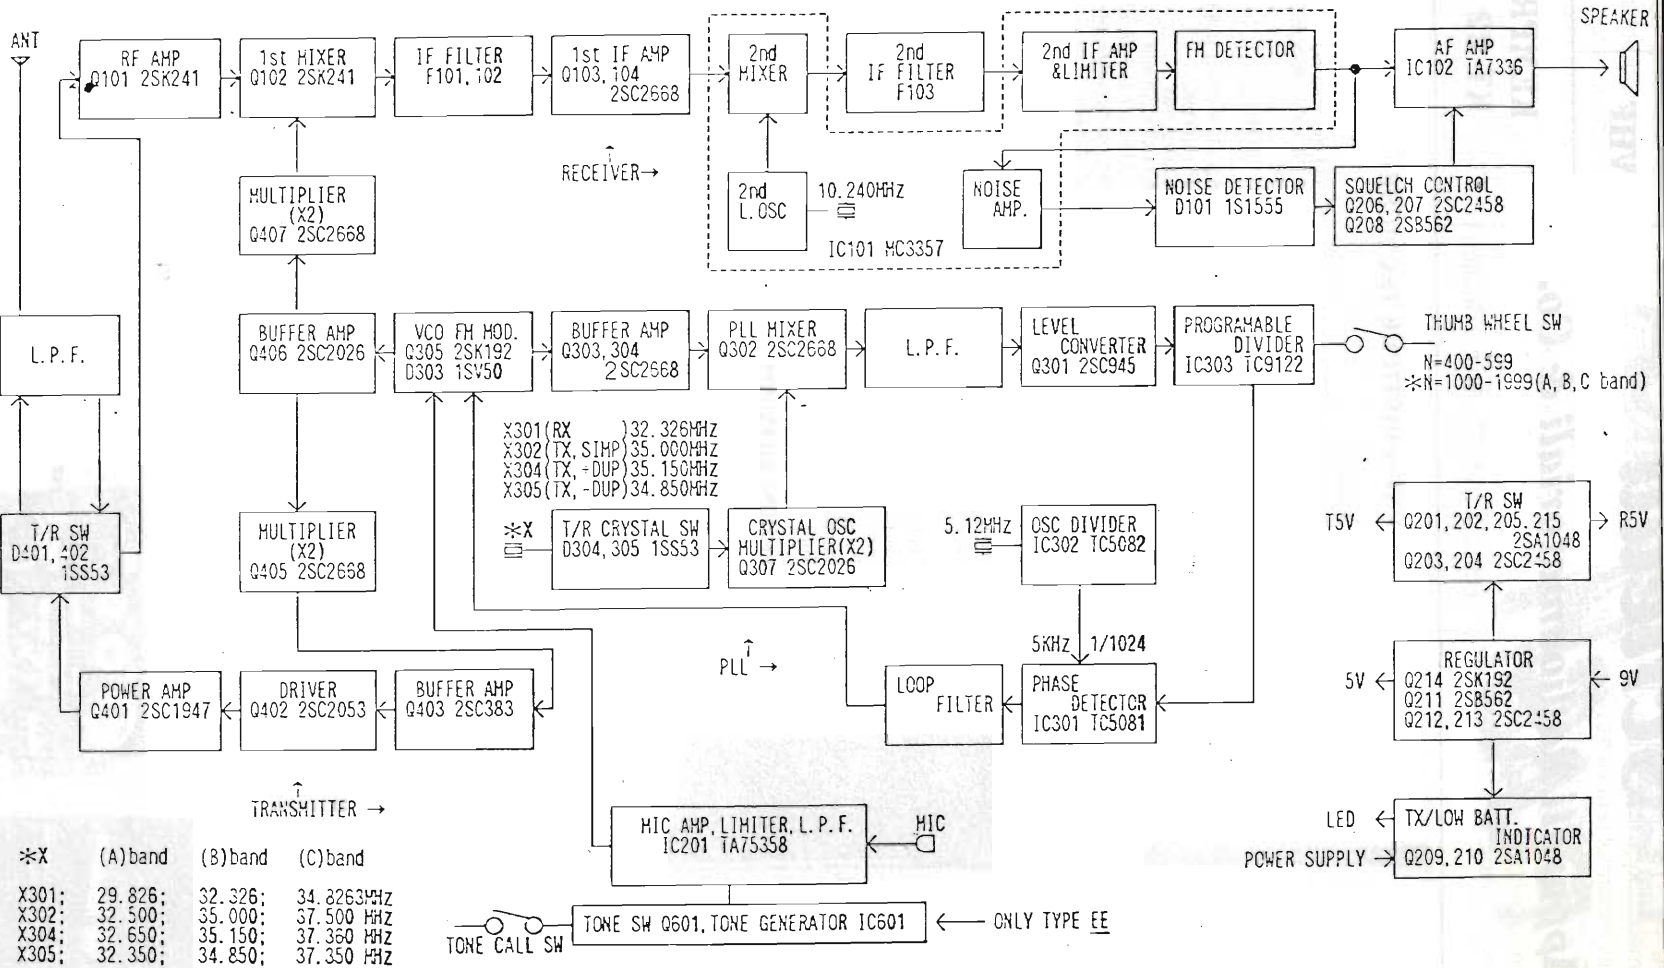 SPEAKER
ANT
RF AMP
Q101 2SK241
1st MIXER
Q102 2SK241
IF FILTER
F101, 102
1st IF AMP
Q103, 104
2SC2668
2nd
MIXER
2nd
IF FILTER
F103
2nd IF AMP
&LIMITER
FM DETECTOR
AF AMP
IC102 TA7336
RECEIVER→
MULTIPLIER
(X2)
Q407 2SC2668
2nd
L.OSC
10.240MHz
IC101 MC3357
NOISE
AMP.
NOISE DETECTOR
D101 1S1555
SQUELCH CONTROL
Q206, 207 2SC2458
Q208 2SB562
L.P.F.
BUFFER AMP
Q406 2SC2026
VCO FM MOD.
Q305 2SK192
D303 1SV50
BUFFER AMP
Q303, 304
2SC2668
PLL MIXER
Q302 2SC2668
L.P.F.
LEVEL
CONVERTER
Q301 2SC945
PROGRAMABLE
DIVIDER
IC303 TC9122
THUMB WHEEL SW
N=400-599
*N=1000-1999(A, B, C band)
X301(RX )32.326MHz
X302(TX, SIMP)35.000MHz
X304(TX, +DUP)35.150MHz
X305(TX, -DUP)34.850MHz
T/R SW
D401, 402
1SS53
MULTIPLIER
(X2)
Q405 2SC2668
*X
T/R CRYSTAL SW
D304, 305 1SS53
CRYSTAL OSC
MULTIPLIER(X2)
Q307 2SC2026
5.12MHz
OSC DIVIDER
IC302 TC5082
T5V
T/R SW
Q201, 202, 205. 215
2SA1048
Q203, 204 2SC2458
R5V
PLL →
5KHz 1/1024
POWER AMP
Q401 2SC1947
DRIVER
Q402 2SC2053
BUFFER AMP
Q403 2SC383
LOOP
FILTER
PHASE
DETECTOR
IC301 TC5081
5V
REGULATOR
Q214 2SK192
Q211 2SB562
Q212, 213 2SC2458
9V
TRANSMITTER →
MIC AMP, LIMITER, L.P.F.
IC201 TA75358
MIC
LED
POWER SUPPLY
TX/LOW BATT.
INDICATOR
Q209, 210 2SA1048
*X (A)band (B)band (C)band
X301; 29.826; 32.326; 34.8263MHz
X302; 32.500; 35.000; 37.500 MHz
X304; 32.650; 35.150; 37.360 MHz
X305; 32.350; 34.850; 37.350 MHz
TONE CALL SW
TONE SW Q601, TONE GENERATOR IC601
← ONLY TYPE EE